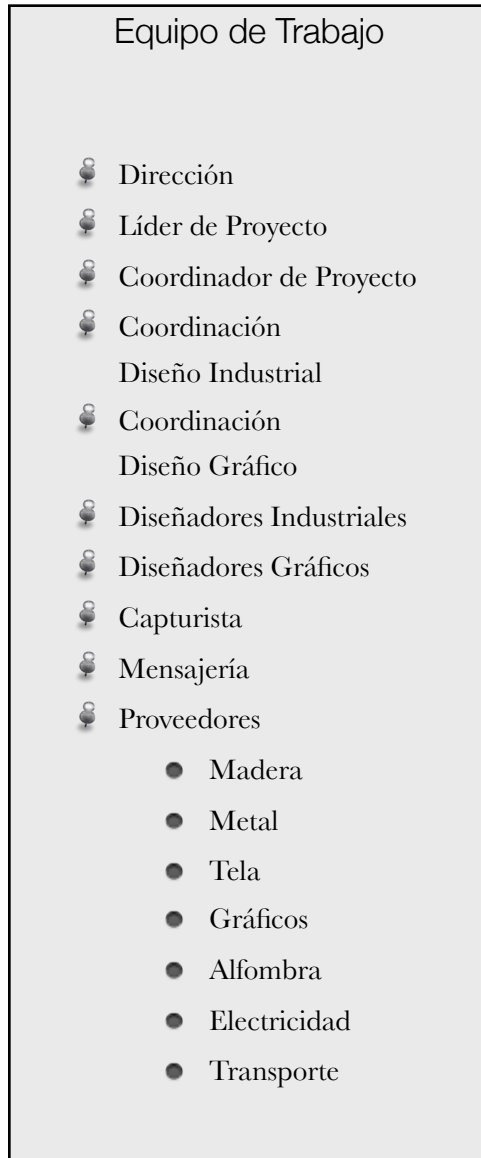 Equipo de Trabajo
Dirección
Líder de Proyecto
Coordinador de Proyecto
Coordinación
Diseño Industrial
Coordinación
Diseño Gráfico
Diseñadores Industriales
Diseñadores Gráficos
Capturista
Mensajería
Proveedores
Madera
Metal
Tela
Gráficos
Alfombra
Electricidad
Transporte